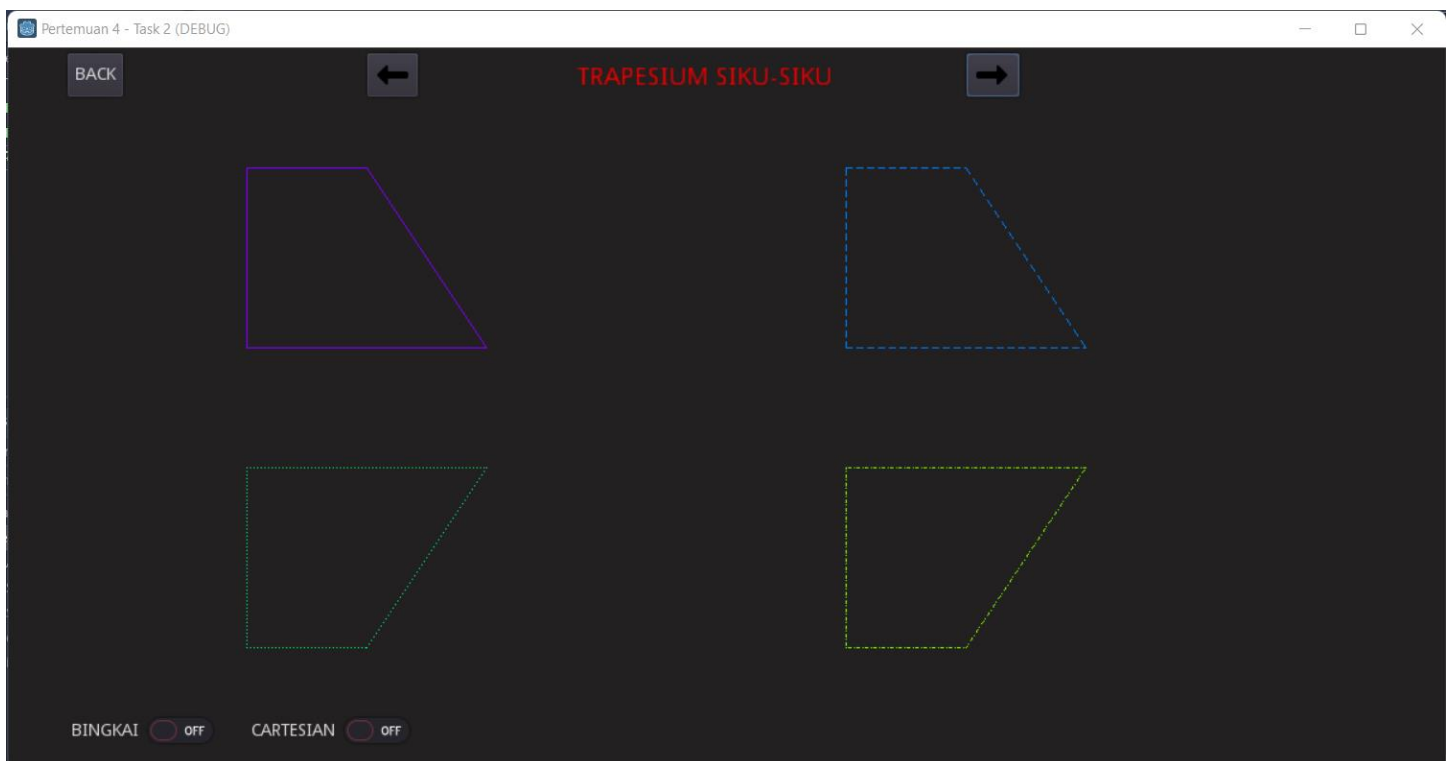 Pertemuan 4 - Task 2 (DEBUG)
BACK
TRAPESIUM SIKU-SIKU
BINGKAI OFF CARTESIAN OFF